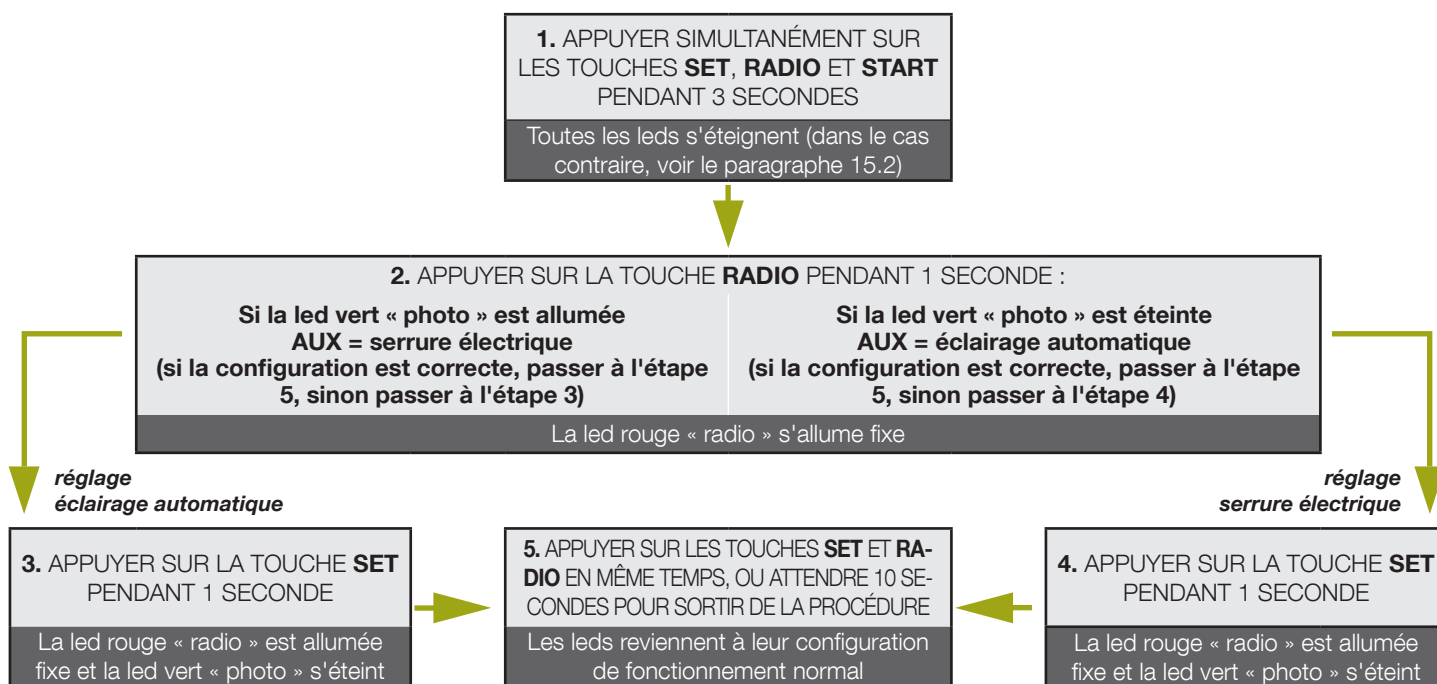 1. APPUYER SIMULTANÉMENT SUR
LES TOUCHES SET, RADIO ET START
PENDANT 3 SECONDES
Toutes les leds s'éteignent (dans le cas
contraire, voir le paragraphe 15.2)
2. APPUYER SUR LA TOUCHE RADIO PENDANT 1 SECONDE :
Si la led vert « photo » est allumée
AUX = serrure électrique
(si la configuration est correcte, passer à l'étape
5, sinon passer à l'étape 3)
Si la led vert « photo » est éteinte
AUX = éclairage automatique
(si la configuration est correcte, passer à l'étape
5, sinon passer à l'étape 4)
La led rouge « radio » s'allume fixe
réglage
éclairage automatique
réglage
serrure électrique
3. APPUYER SUR LA TOUCHE SET
PENDANT 1 SECONDE
La led rouge « radio » est allumée
fixe et la led vert « photo » s'éteint
5. APPUYER SUR LES TOUCHES SET ET RA-
DIO EN MÊME TEMPS, OU ATTENDRE 10 SE-
CONDES POUR SORTIR DE LA PROCÉDURE
Les leds reviennent à leur configuration
de fonctionnement normal
4. APPUYER SUR LA TOUCHE SET
PENDANT 1 SECONDE
La led rouge « radio » est allumée
fixe et la led vert « photo » s'éteint